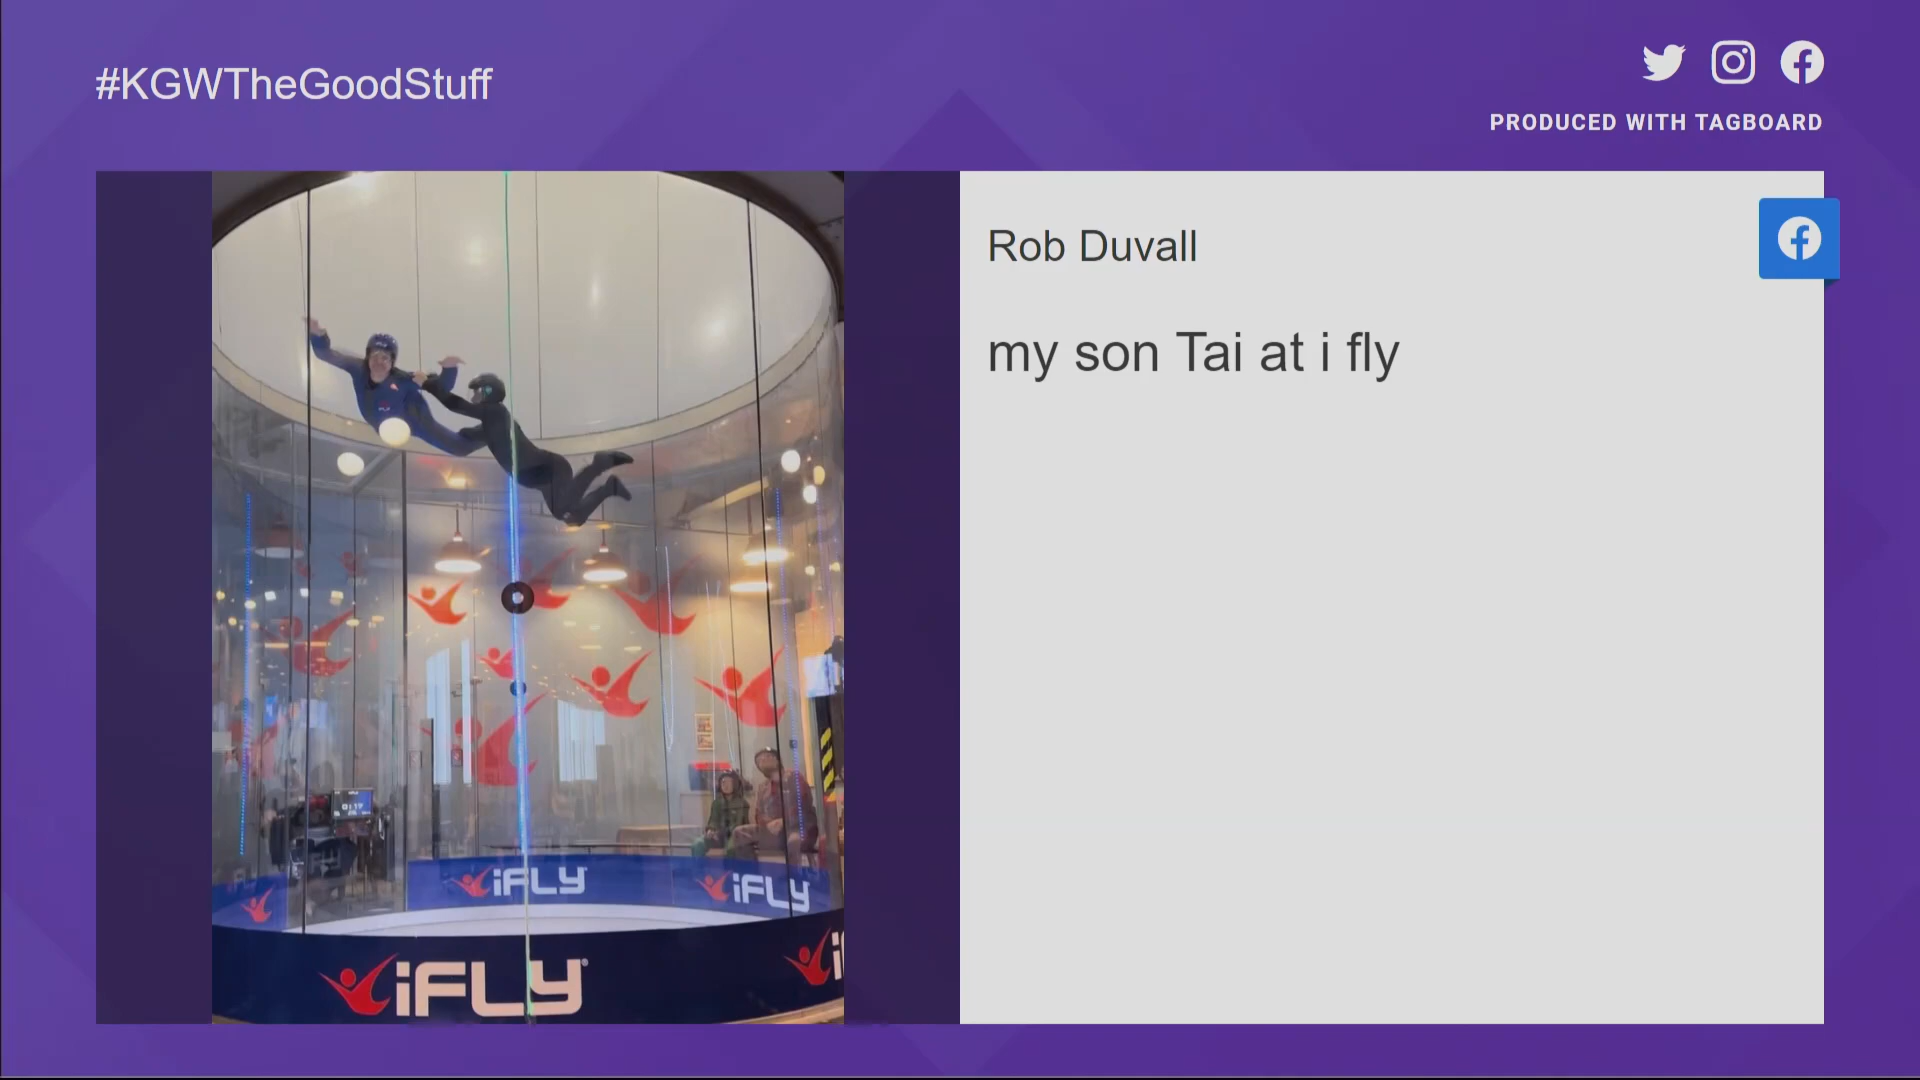 #KGWTheGoodStuff
PRODUCED WITH TAGBOARD
Rob Duvall
my son Tai at i fly
iFLY
iFLY
iFLY